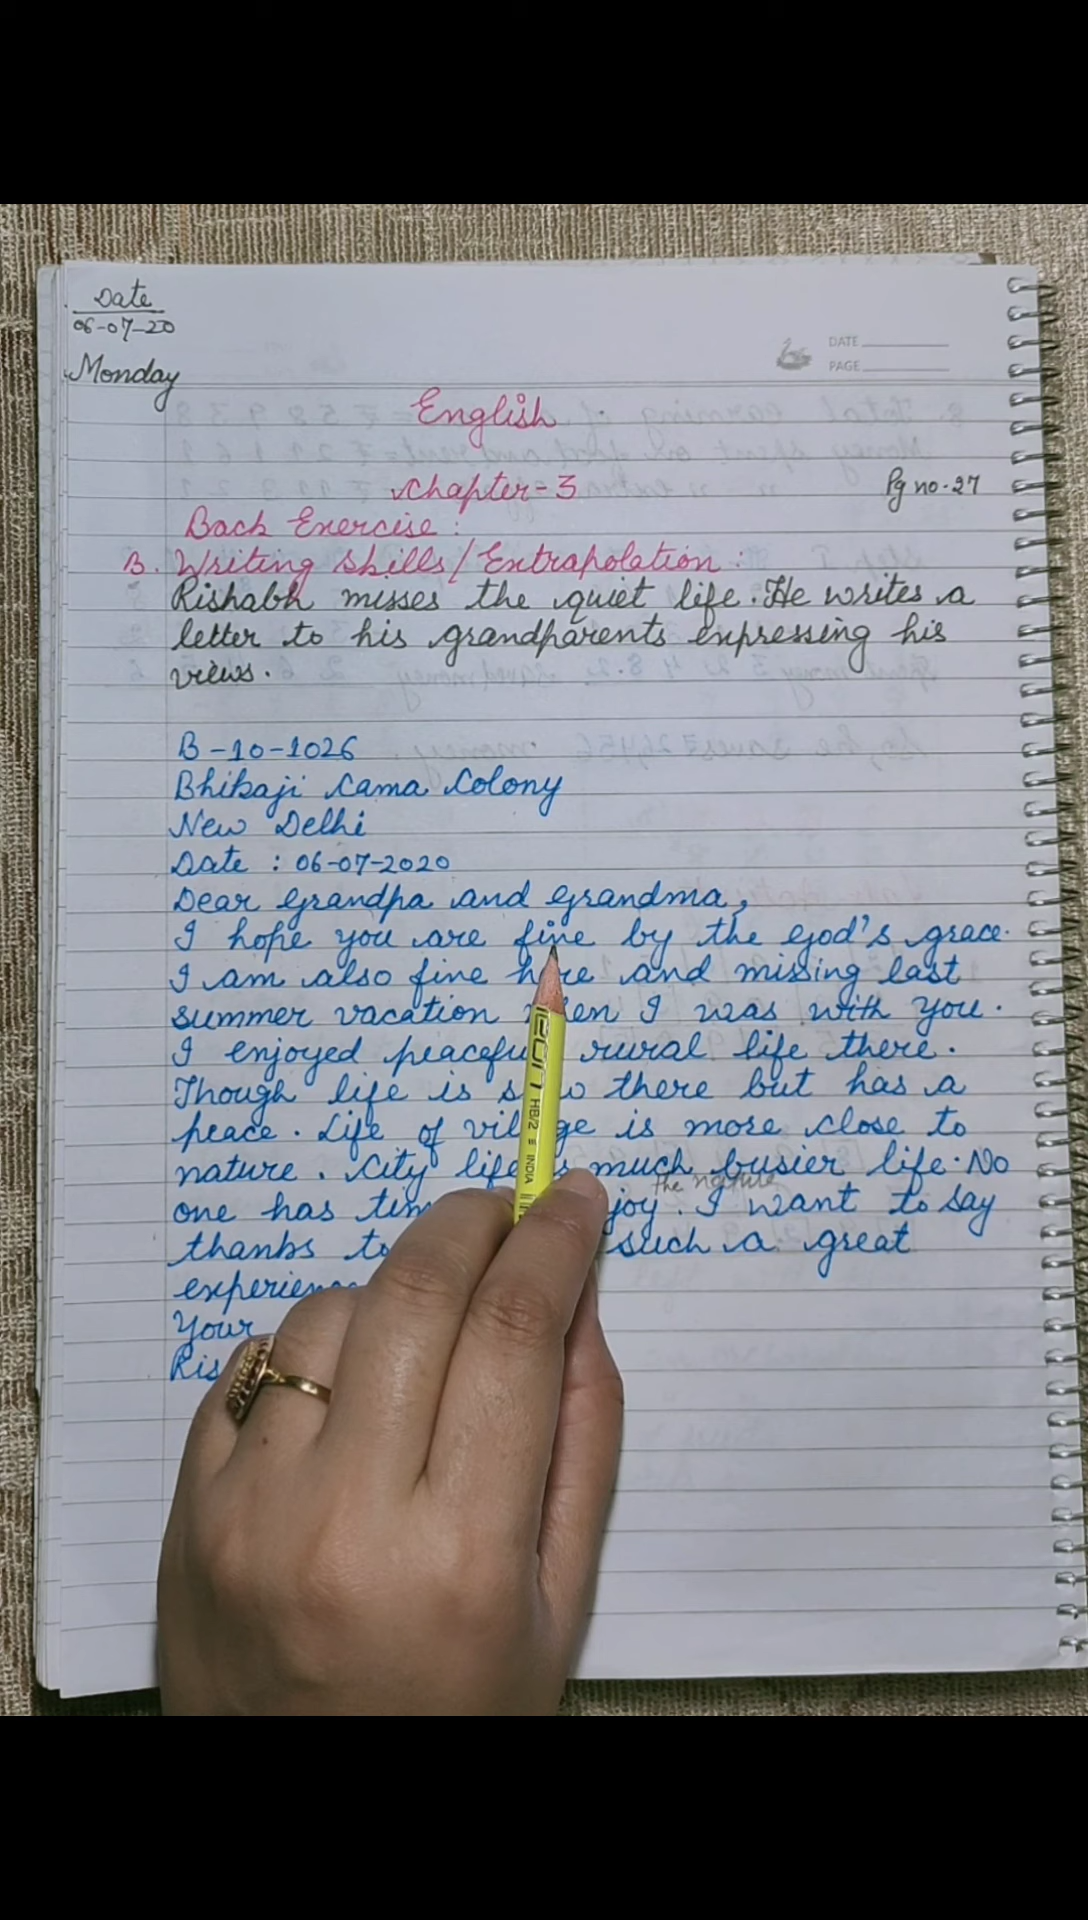 Date
06-07-20
Monday
DATE
PAGE
English
Chapter-3
Pg no-27
Back Exercise:
B. Writing Skills/Extrapolation:
Rishabh misses the quiet life. He writes a
letter to his grandparents expressing his
views.
B-10-1026
Bhikaji Cama Colony
New Delhi
Date : 06-07-2020
Dear Grandpa and Grandma,
I hope you are fine by the God's grace.
I am also fine here and missing last
summer vacation when I was with you.
I enjoyed peaceful rural life there.
Though life is there but has a
peace. Life of village is more close to
nature. City life is much busier life. No
the nature
one has joy. I want to say
thanks to such a great
Your
HB/2 INDIA